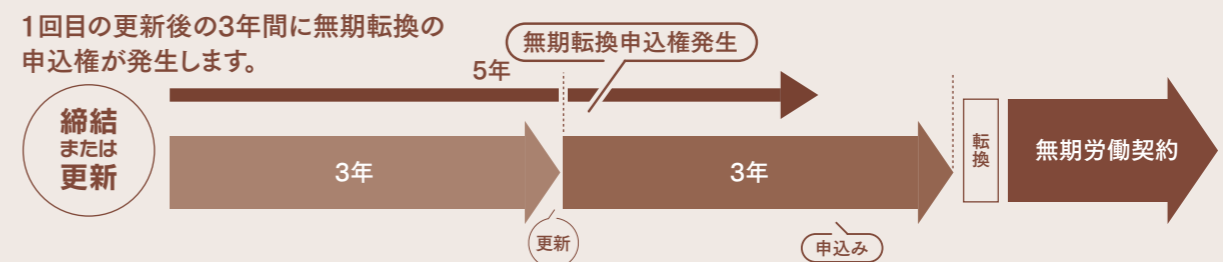 1回目の更新後の3年間に無期転換の
申込権が発生します。
無期転換申込権発生
5年
締結
または
更新
3年
3年
転換
無期労働契約
更新
申込み